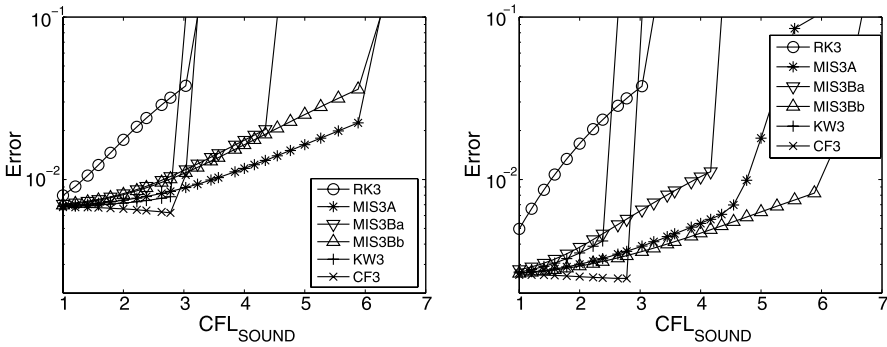 10^-1
10^-2
Error
1 2 3 4 5 6 7
CFL_SOUND
RK3
MIS3A
MIS3Ba
MIS3Bb
KW3
CF3
10^-1
10^-2
Error
1 2 3 4 5 6 7
CFL_SOUND
RK3
MIS3A
MIS3Ba
MIS3Bb
KW3
CF3